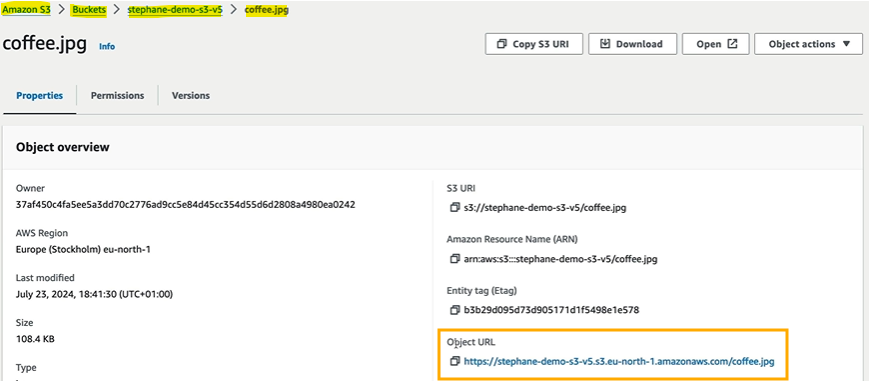 Amazon S3 > Buckets > stephane-demo-s3-v5 > coffee.jpg
coffee.jpg Info
Copy S3 URI Download Open Object actions ▼
Properties Permissions Versions
Object overview
Owner
37af450c4fa5ee5a3dd70c2776ad9cc5e84d45cc354d55d6d2808a4980ea0242
AWS Region
Europe (Stockholm) eu-north-1
Last modified
July 23, 2024, 18:41:30 (UTC+01:00)
Size
108.4 KB
Type
S3 URI
s3://stephane-demo-s3-v5/coffee.jpg
Amazon Resource Name (ARN)
arn:aws:s3:::stephane-demo-s3-v5/coffee.jpg
Entity tag (Etag)
b3b29d095d73d905171d1f5498e1e578
Object URL
https://stephane-demo-s3-v5.s3.eu-north-1.amazonaws.com/coffee.jpg